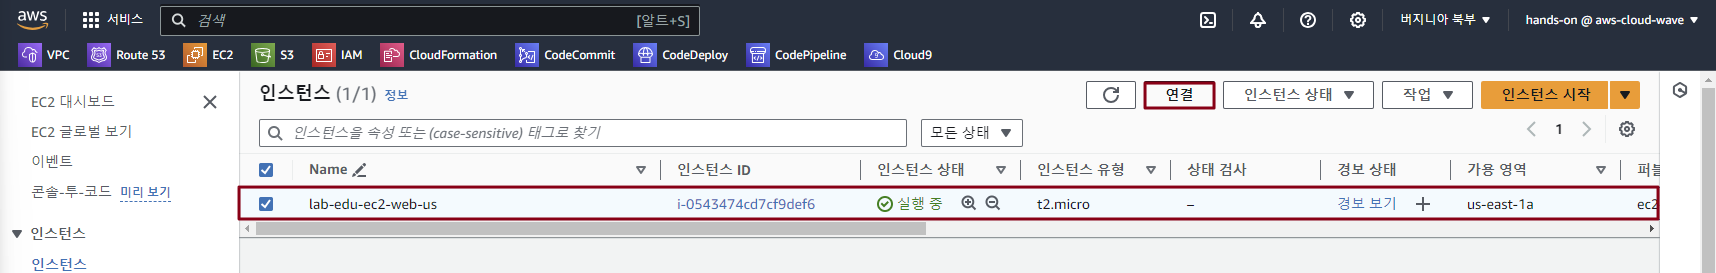 aws 서비스 검색 [알트+S] 버지니아 북부 ▼ hands-on @ aws-cloud-wave ▼
VPC Route 53 EC2 S3 IAM CloudFormation CodeCommit CodeDeploy CodePipeline Cloud9
EC2 대시보드
EC2 글로벌 보기
이벤트
콘솔-투-코드 미리 보기
▼ 인스턴스
인스턴스
인스턴스 (1/1) 정보 연결 인스턴스 상태 ▼ 작업 ▼ 인스턴스 시작 ▼
인스턴스을 속성 또는 (case-sensitive) 태그로 찾기 모든 상태 ▼ < 1 >
Name 인스턴스 ID 인스턴스 상태 인스턴스 유형 상태 검사 경보 상태 가용 영역 퍼블
lab-edu-ec2-web-us i-0543474cd7cf9def6 실행 중 t2.micro – 경보 보기 + us-east-1a ec2